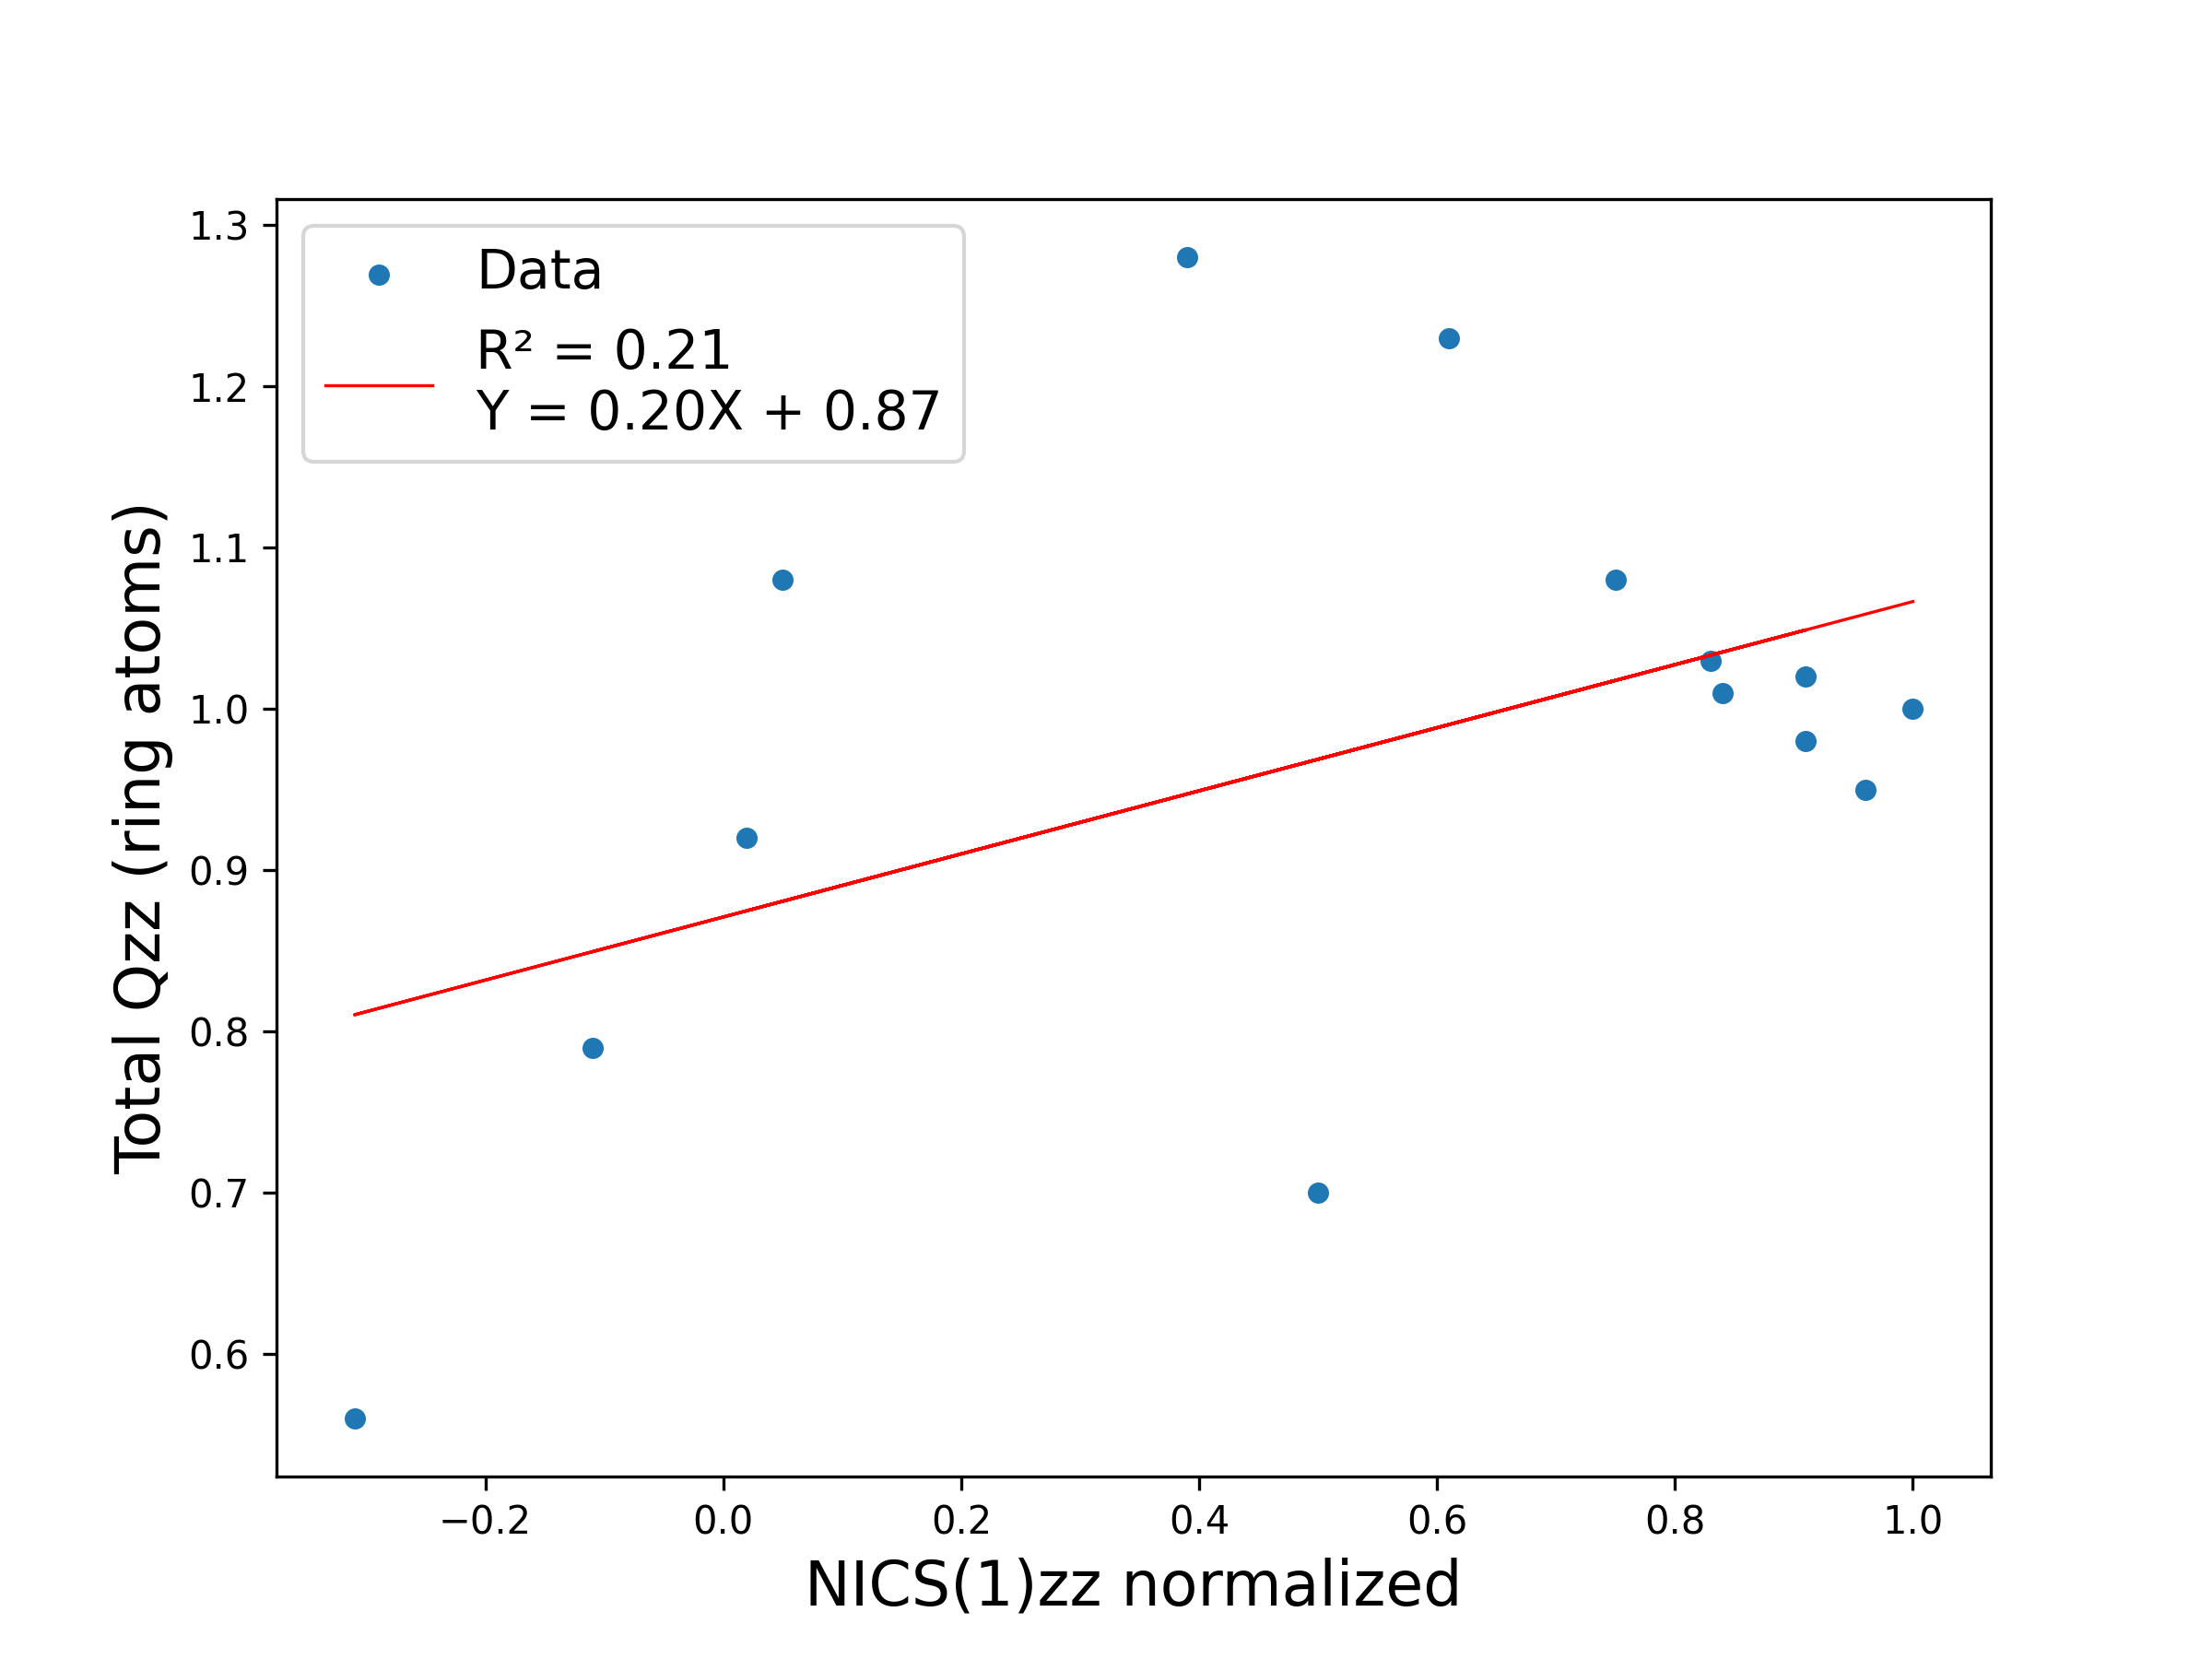 Data
R² = 0.21
Y = 0.20X + 0.87
1.3
1.2
1.1
1.0
0.9
0.8
0.7
0.6
Total Qzz (ring atoms)
−0.2 0.0 0.2 0.4 0.6 0.8 1.0
NICS(1)zz normalized